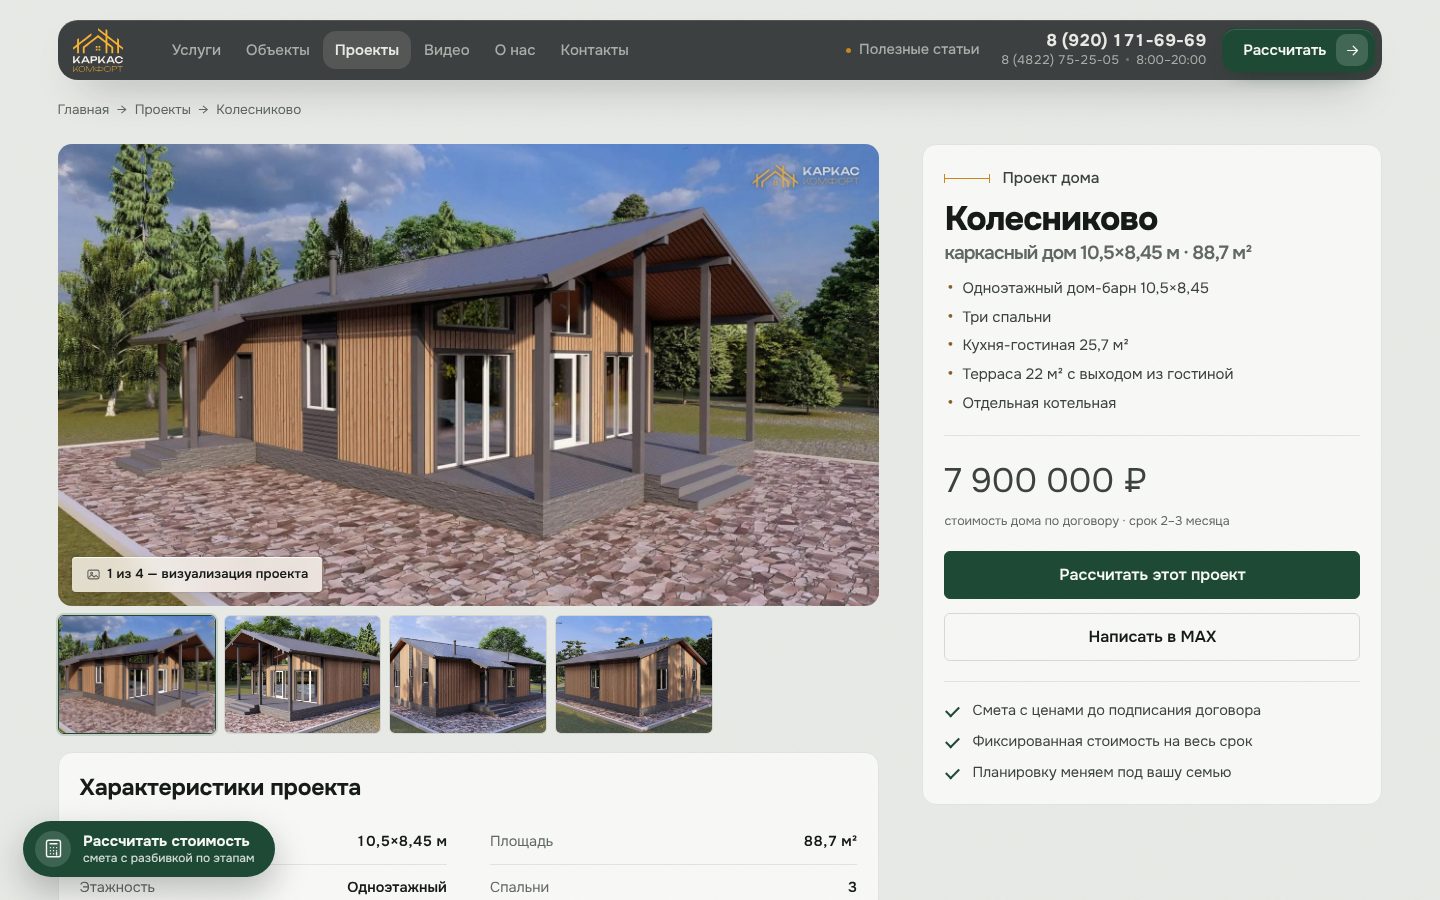 КАРКАС
КОМФОРТ
Услуги
Объекты
Проекты
Видео
О нас
Контакты
Полезные статьи
8 (920) 171-69-69
8 (4822) 75-25-05 • 8:00–20:00
Рассчитать →
Главная → Проекты → Колесниково
КАРКАС
КОМФОРТ
1 из 4 — визуализация проекта
Проект дома
Колесниково
каркасный дом 10,5×8,45 м · 88,7 м²
• Одноэтажный дом-барн 10,5×8,45
• Три спальни
• Кухня-гостиная 25,7 м²
• Терраса 22 м² с выходом из гостиной
• Отдельная котельная
7 900 000 ₽
стоимость дома по договору · срок 2–3 месяца
Рассчитать этот проект
Написать в MAX
Смета с ценами до подписания договора
Фиксированная стоимость на весь срок
Планировку меняем под вашу семью
Характеристики проекта
10,5×8,45 м
Площадь 88,7 м²
Этажность Одноэтажный
Спальни 3
Рассчитать стоимость
смета с разбивкой по этапам